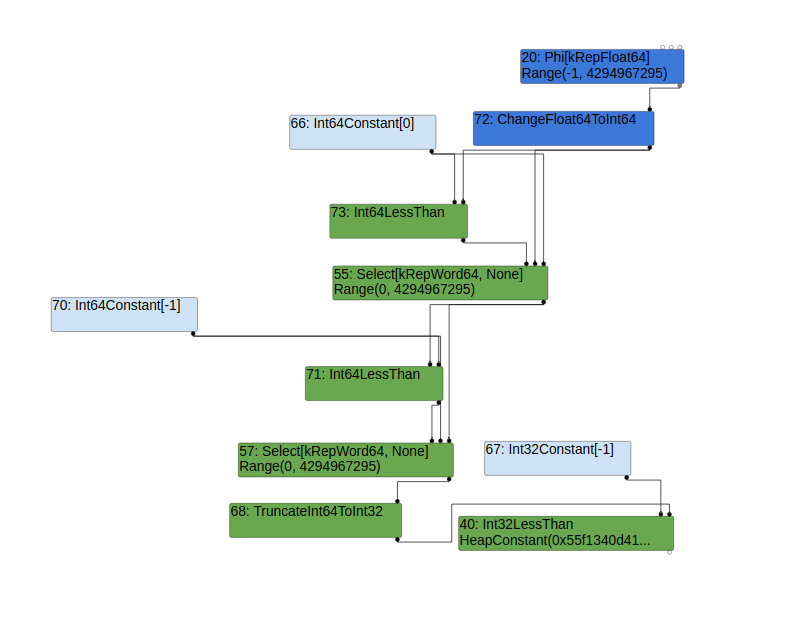 20: Phi[kRepFloat64]
Range(-1, 4294967295)
66: Int64Constant[0]
72: ChangeFloat64ToInt64
73: Int64LessThan
55: Select[kRepWord64, None]
Range(0, 4294967295)
70: Int64Constant[-1]
71: Int64LessThan
57: Select[kRepWord64, None]
Range(0, 4294967295)
67: Int32Constant[-1]
68: TruncateInt64ToInt32
40: Int32LessThan
HeapConstant(0x55f1340d41...